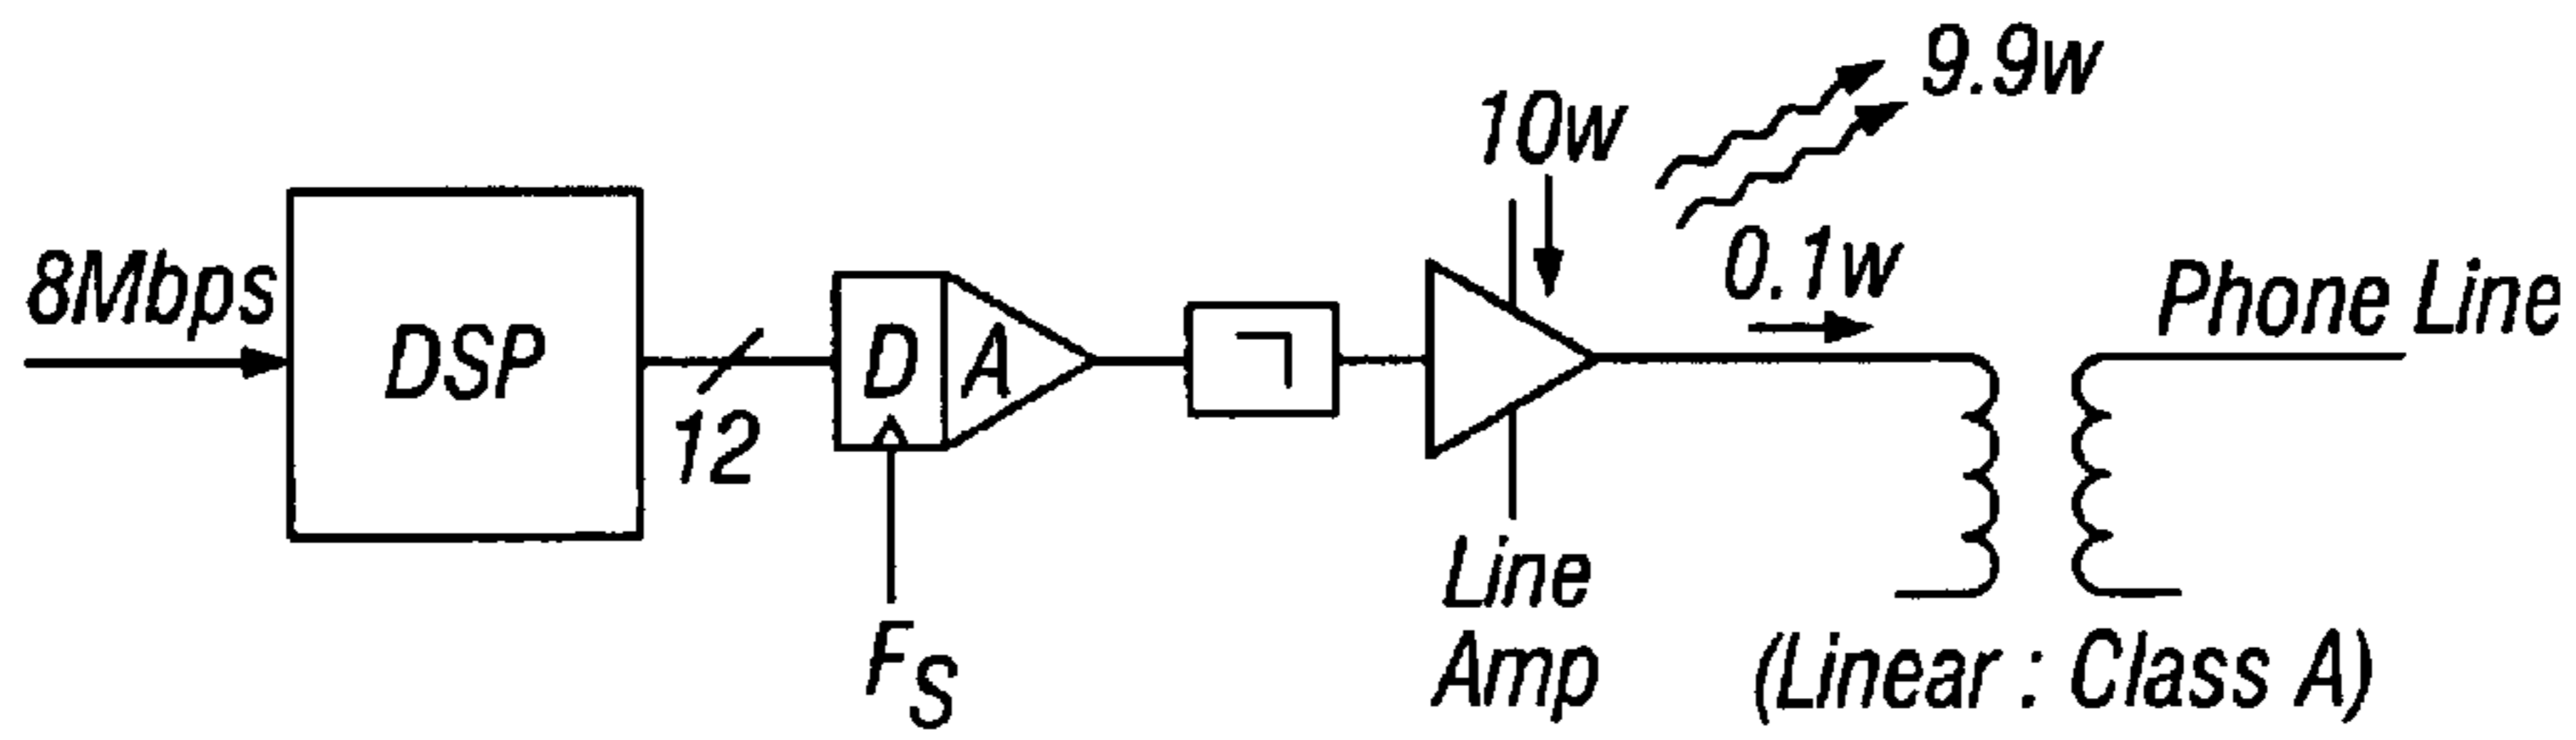 8Mbps
DSP
12
D
A
F_S
10w
9.9w
0.1w
Line
Amp
Phone Line
(Linear : Class A)